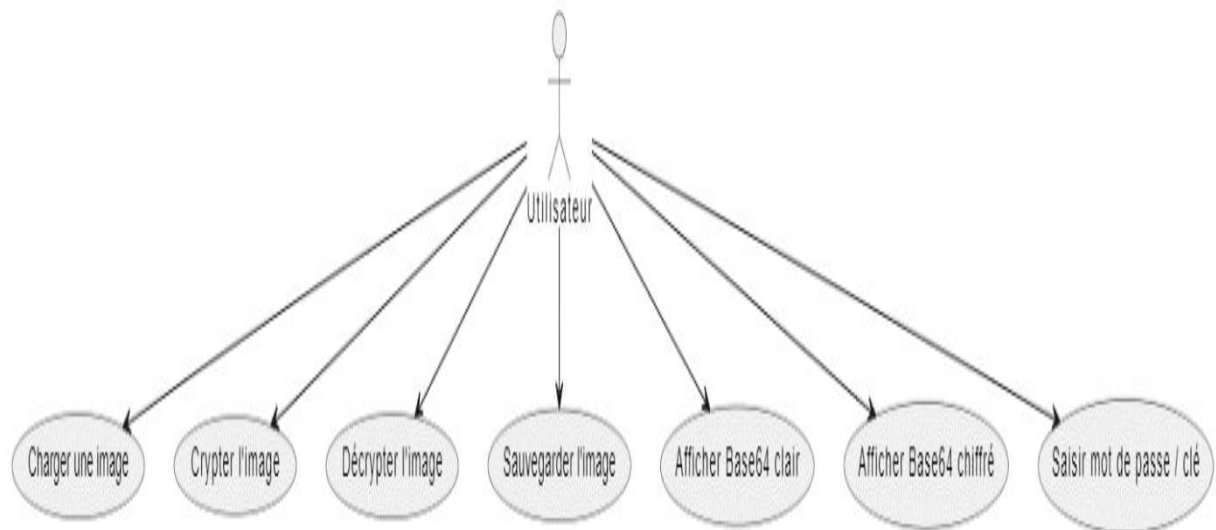 Utilisateur
Charger une image
Crypter l'image
Décrypter l'image
Sauvegarder l'image
Afficher Base64 clair
Afficher Base64 chiffré
Saisir mot de passe / clé